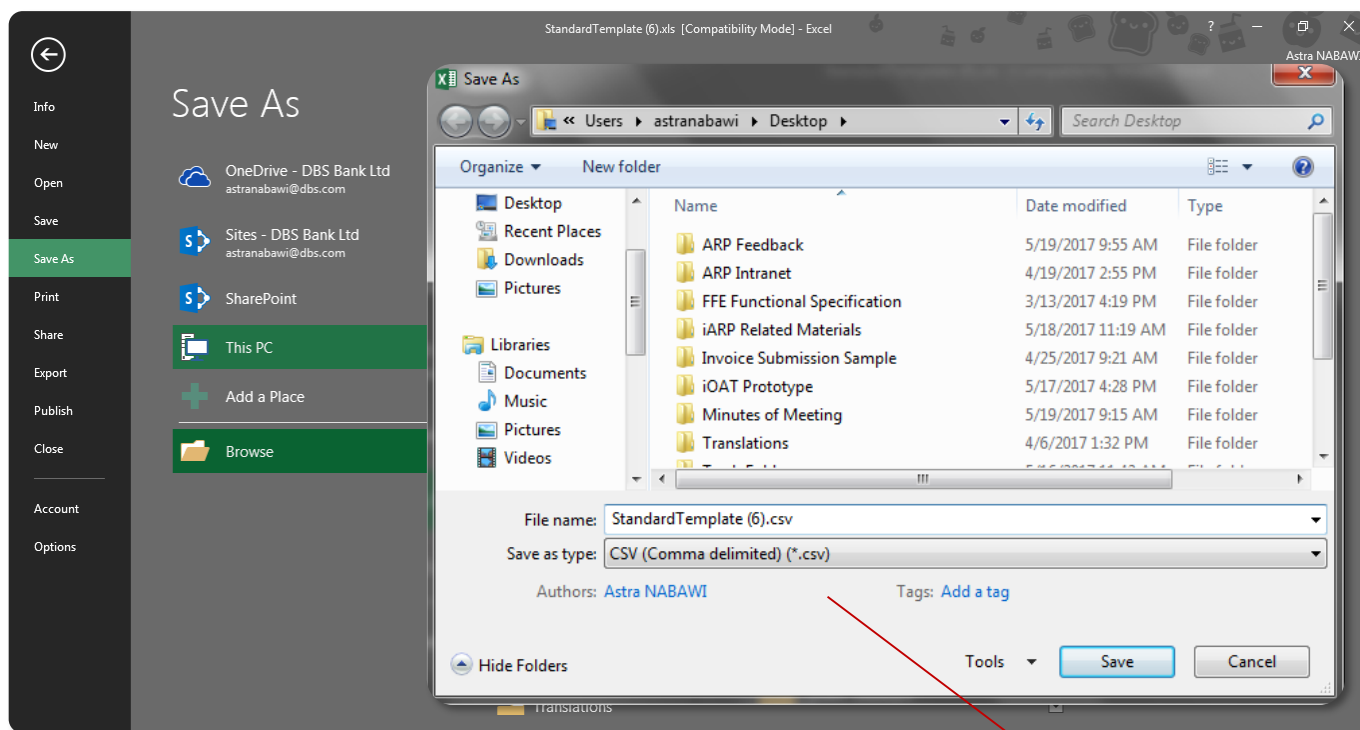 StandardTemplate (6).xls [Compatibility Mode] - Excel
?
Astra NABAWI
Info
New
Open
Save
Save As
Print
Share
Export
Publish
Close
Account
Options
Save As
OneDrive - DBS Bank Ltd
astranabawi@dbs.com
Sites - DBS Bank Ltd
astranabawi@dbs.com
SharePoint
This PC
Add a Place
Browse
Save As
« Users astranabawi Desktop
Search Desktop
Organize New folder
Desktop
Recent Places
Downloads
Pictures
Libraries
Documents
Music
Pictures
Videos
Name Date modified Type
ARP Feedback 5/19/2017 9:55 AM File folder
ARP Intranet 4/19/2017 2:55 PM File folder
FFE Functional Specification 3/13/2017 4:19 PM File folder
iARP Related Materials 5/18/2017 11:19 AM File folder
Invoice Submission Sample 4/25/2017 9:21 AM File folder
iOAT Prototype 5/17/2017 4:28 PM File folder
Minutes of Meeting 5/19/2017 9:15 AM File folder
Translations 4/6/2017 1:32 PM File folder
File name: StandardTemplate (6).csv
Save as type: CSV (Comma delimited) (*.csv)
Authors: Astra NABAWI Tags: Add a tag
Hide Folders Tools Save Cancel
Translations